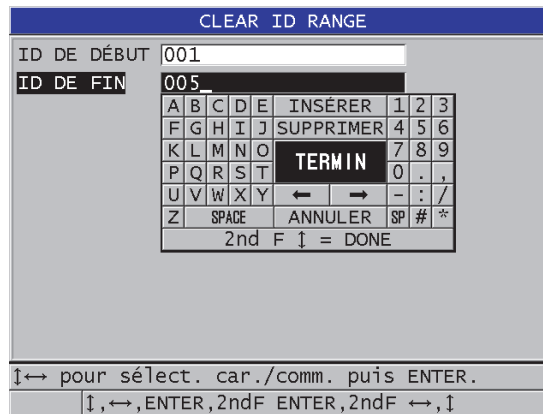 CLEAR ID RANGE
ID DE DÉBUT 001
ID DE FIN 005_
A B C D E INSÉRER 1 2 3
F G H I J SUPPRIMER 4 5 6
K L M N O TERMIN 7 8 9
P Q R S T 0 . ,
U V W X Y ← → - : /
Z SPACE ANNULER SP # *
2nd F ↕ = DONE
↕↔ pour sélect. car./comm. puis ENTER.
↕,↔,ENTER,2ndF ENTER,2ndF ↔,↕